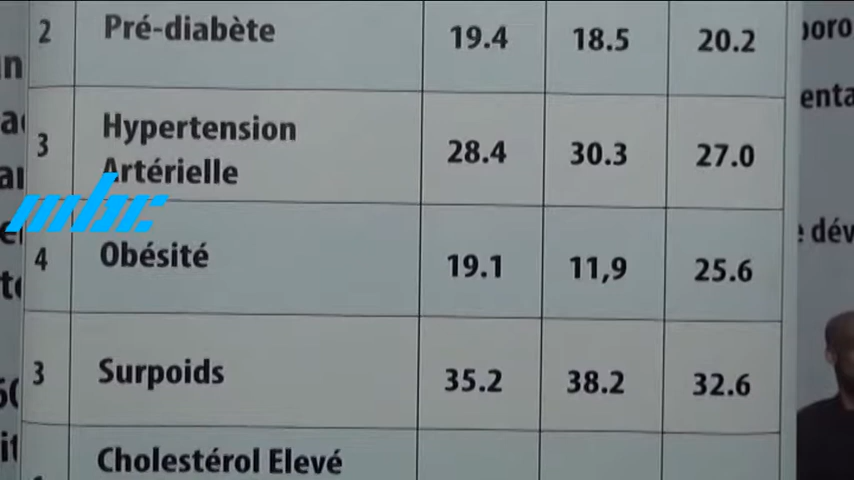 2 Pré-diabète 19.4 18.5 20.2
3 Hypertension Artérielle 28.4 30.3 27.0
mbc
4 Obésité 19.1 11,9 25.6
3 Surpoids 35.2 38.2 32.6
Cholestérol Elevé